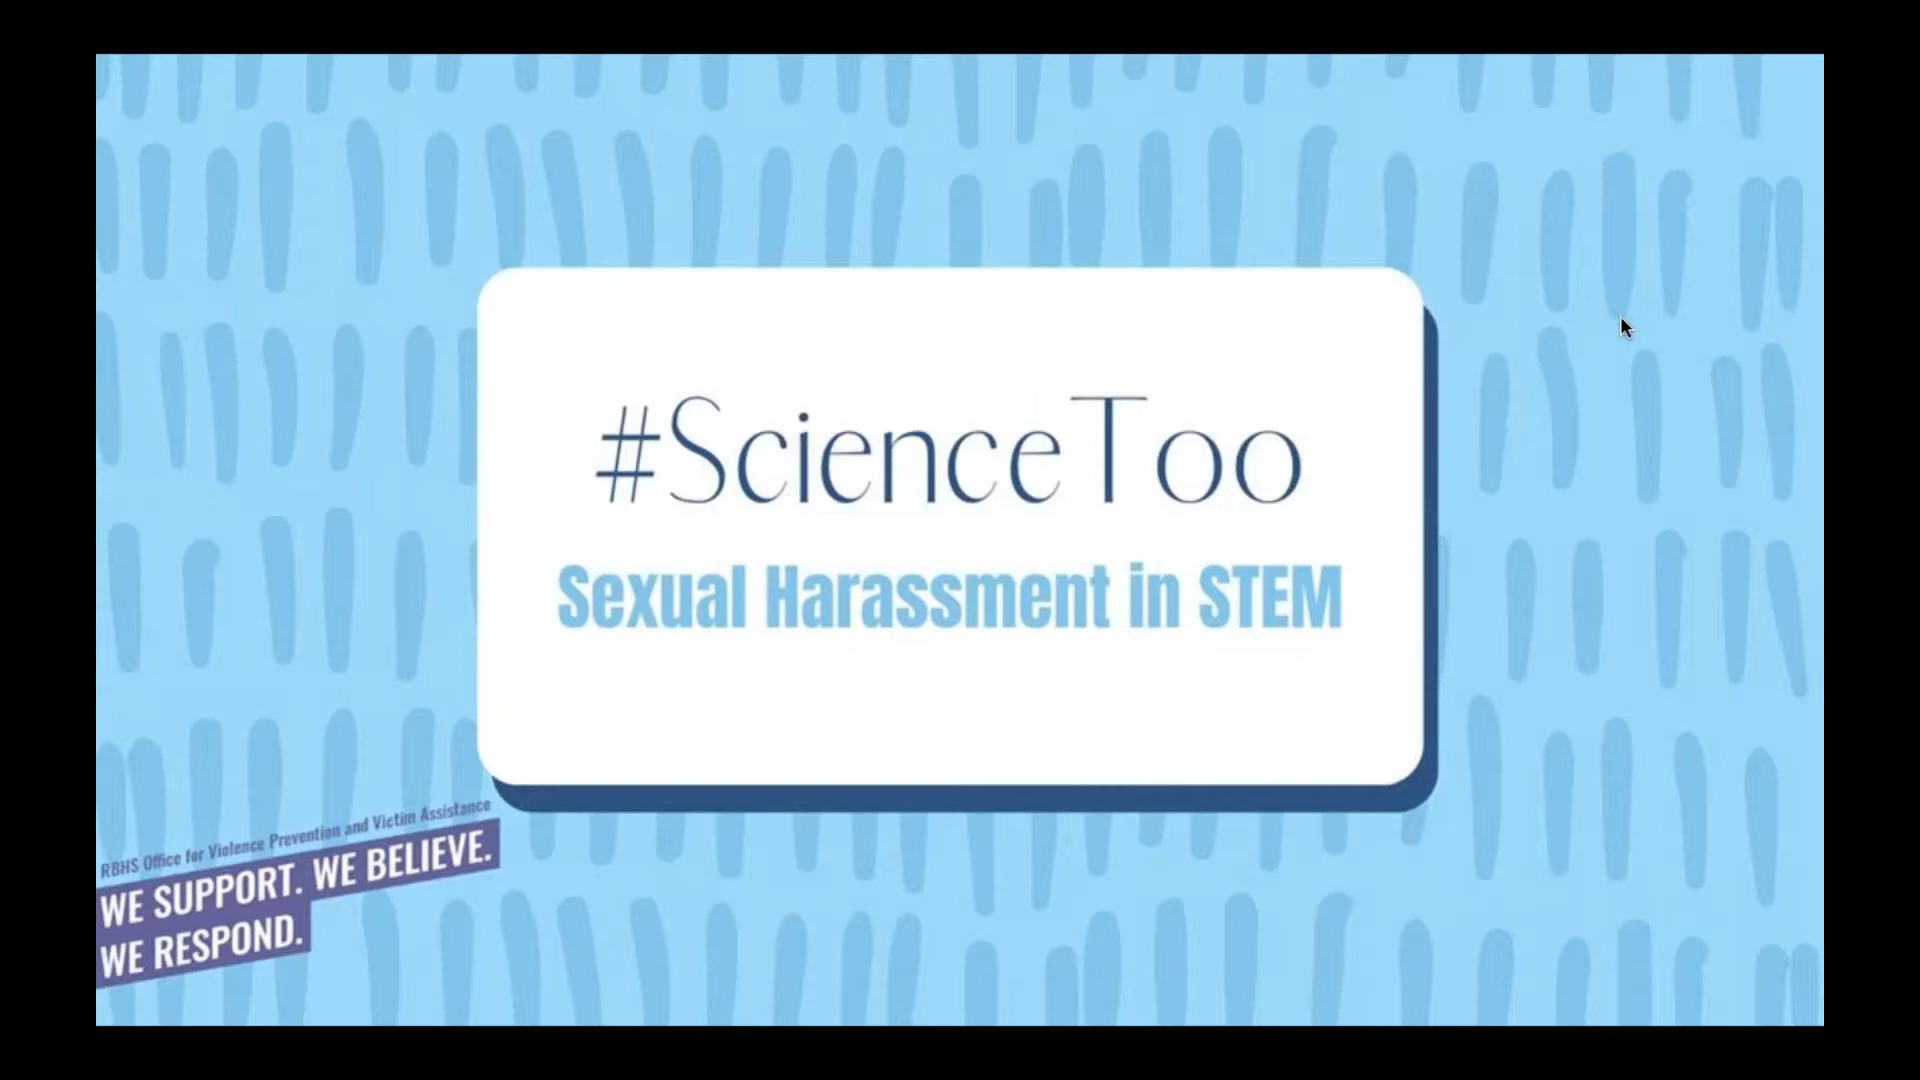 #ScienceToo
Sexual Harassment in STEM
RBHS Office for Violence Prevention and Victim Assistance
WE SUPPORT. WE BELIEVE.
WE RESPOND.